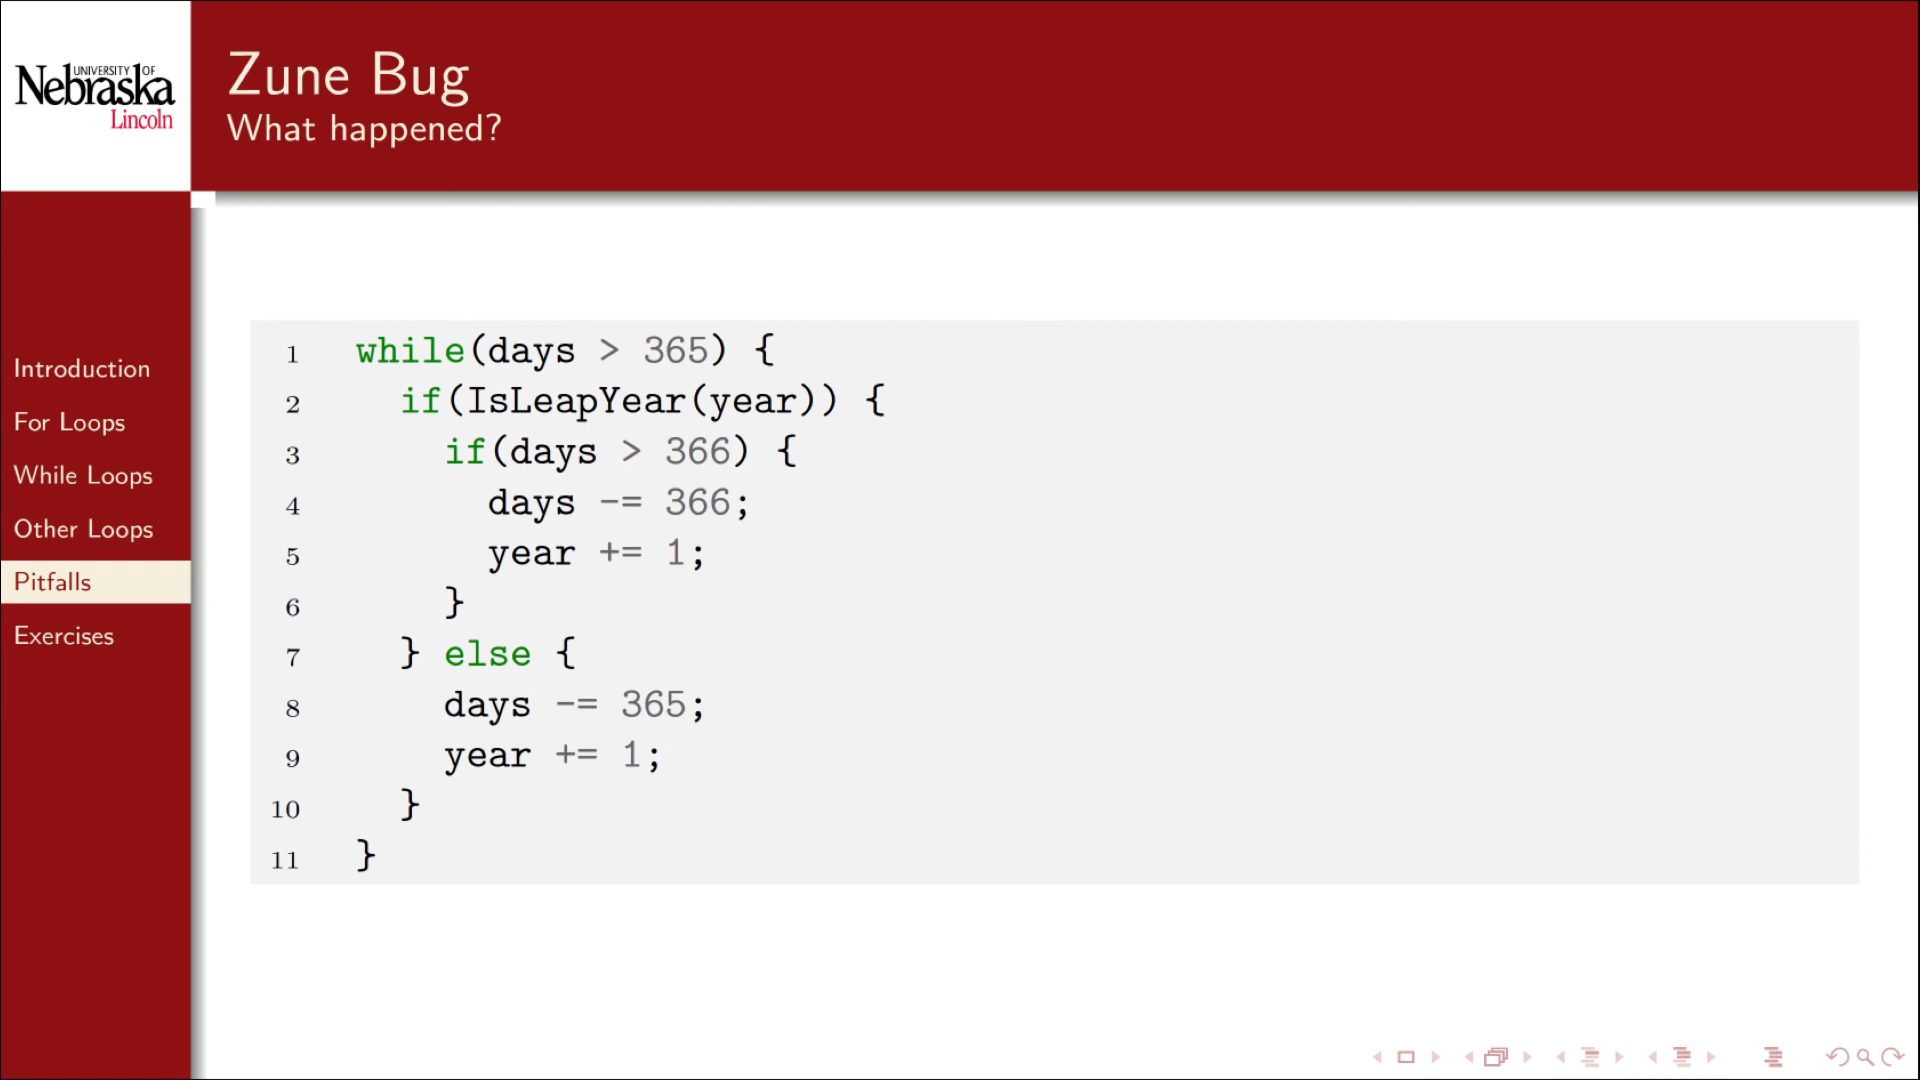 UNIVERSITY OF
Nebraska
Lincoln
Zune Bug
What happened?
Introduction
For Loops
While Loops
Other Loops
Pitfalls
Exercises
1 while(days > 365) {
2   if(IsLeapYear(year)) {
3     if(days > 366) {
4       days -= 366;
5       year += 1;
6     }
7   } else {
8     days -= 365;
9     year += 1;
10   }
11 }